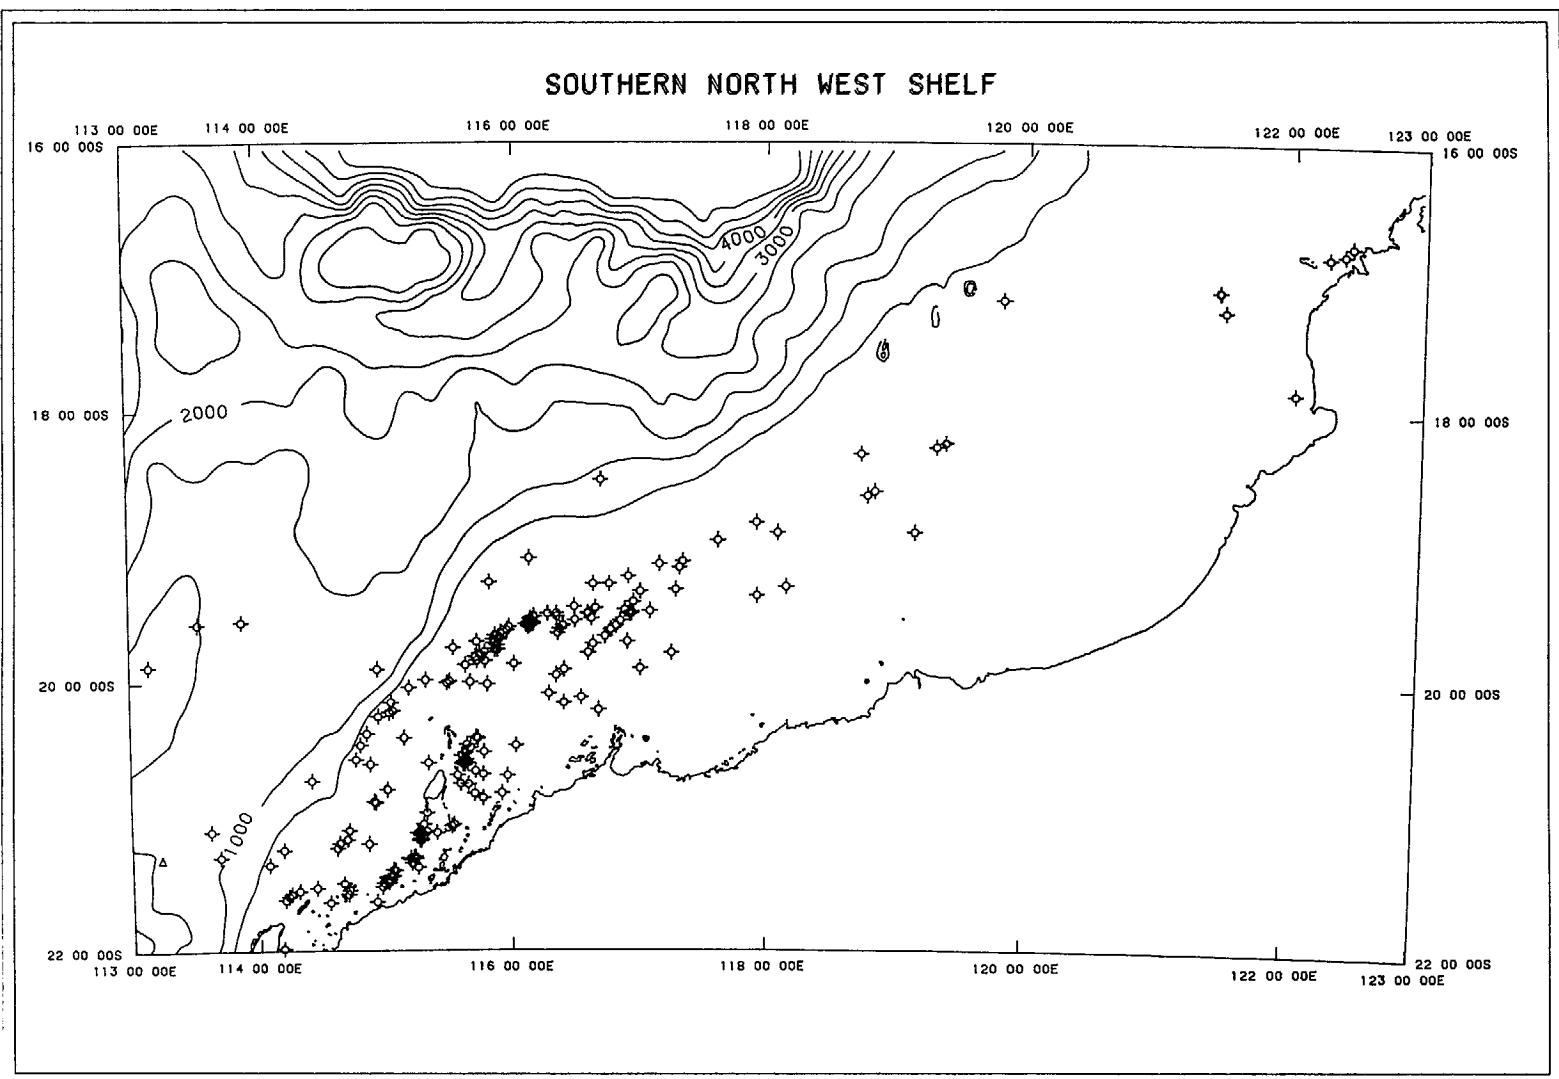 SOUTHERN NORTH WEST SHELF
113 00 00E 114 00 00E 116 00 00E 118 00 00E 120 00 00E 122 00 00E 123 00 00E
16 00 00S 16 00 00S
4000
3000
2000
18 00 00S 18 00 00S
20 00 00S 20 00 00S
1000
22 00 00S 22 00 00S
113 00 00E 114 00 00E 116 00 00E 118 00 00E 120 00 00E 122 00 00E 123 00 00E